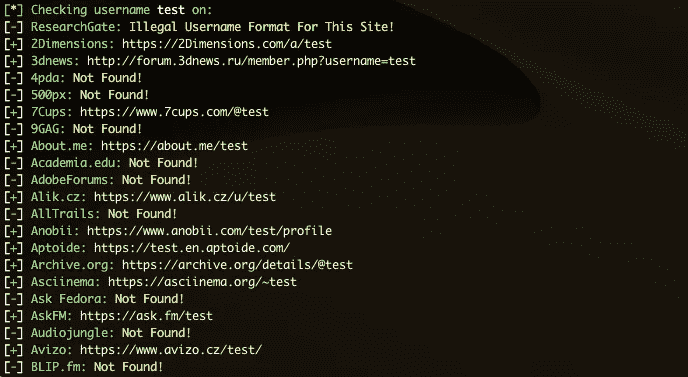 [*] Checking username test on:
[-] ResearchGate: Illegal Username Format For This Site!
[+] 2Dimensions: https://2Dimensions.com/a/test
[+] 3dnews: http://forum.3dnews.ru/member.php?username=test
[-] 4pda: Not Found!
[-] 500px: Not Found!
[+] 7Cups: https://www.7cups.com/@test
[-] 9GAG: Not Found!
[+] About.me: https://about.me/test
[-] Academia.edu: Not Found!
[-] AdobeForums: Not Found!
[+] Alik.cz: https://www.alik.cz/u/test
[-] AllTrails: Not Found!
[+] Anobii: https://www.anobii.com/test/profile
[+] Aptoide: https://test.en.aptoide.com/
[+] Archive.org: https://archive.org/details/@test
[+] Asciinema: https://asciinema.org/~test
[-] Ask Fedora: Not Found!
[+] AskFM: https://ask.fm/test
[-] Audiojungle: Not Found!
[+] Avizo: https://www.avizo.cz/test/
[-] BLIP.fm: Not Found!